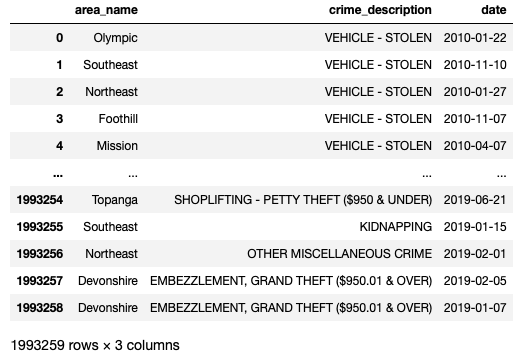 area_name crime_description date
0 Olympic VEHICLE - STOLEN 2010-01-22
1 Southeast VEHICLE - STOLEN 2010-11-10
2 Northeast VEHICLE - STOLEN 2010-01-27
3 Foothill VEHICLE - STOLEN 2010-11-07
4 Mission VEHICLE - STOLEN 2010-04-07
... ... ... ...
1993254 Topanga SHOPLIFTING - PETTY THEFT ($950 & UNDER) 2019-06-21
1993255 Southeast KIDNAPPING 2019-01-15
1993256 Northeast OTHER MISCELLANEOUS CRIME 2019-02-01
1993257 Devonshire EMBEZZLEMENT, GRAND THEFT ($950.01 & OVER) 2019-02-05
1993258 Devonshire EMBEZZLEMENT, GRAND THEFT ($950.01 & OVER) 2019-01-07
1993259 rows × 3 columns